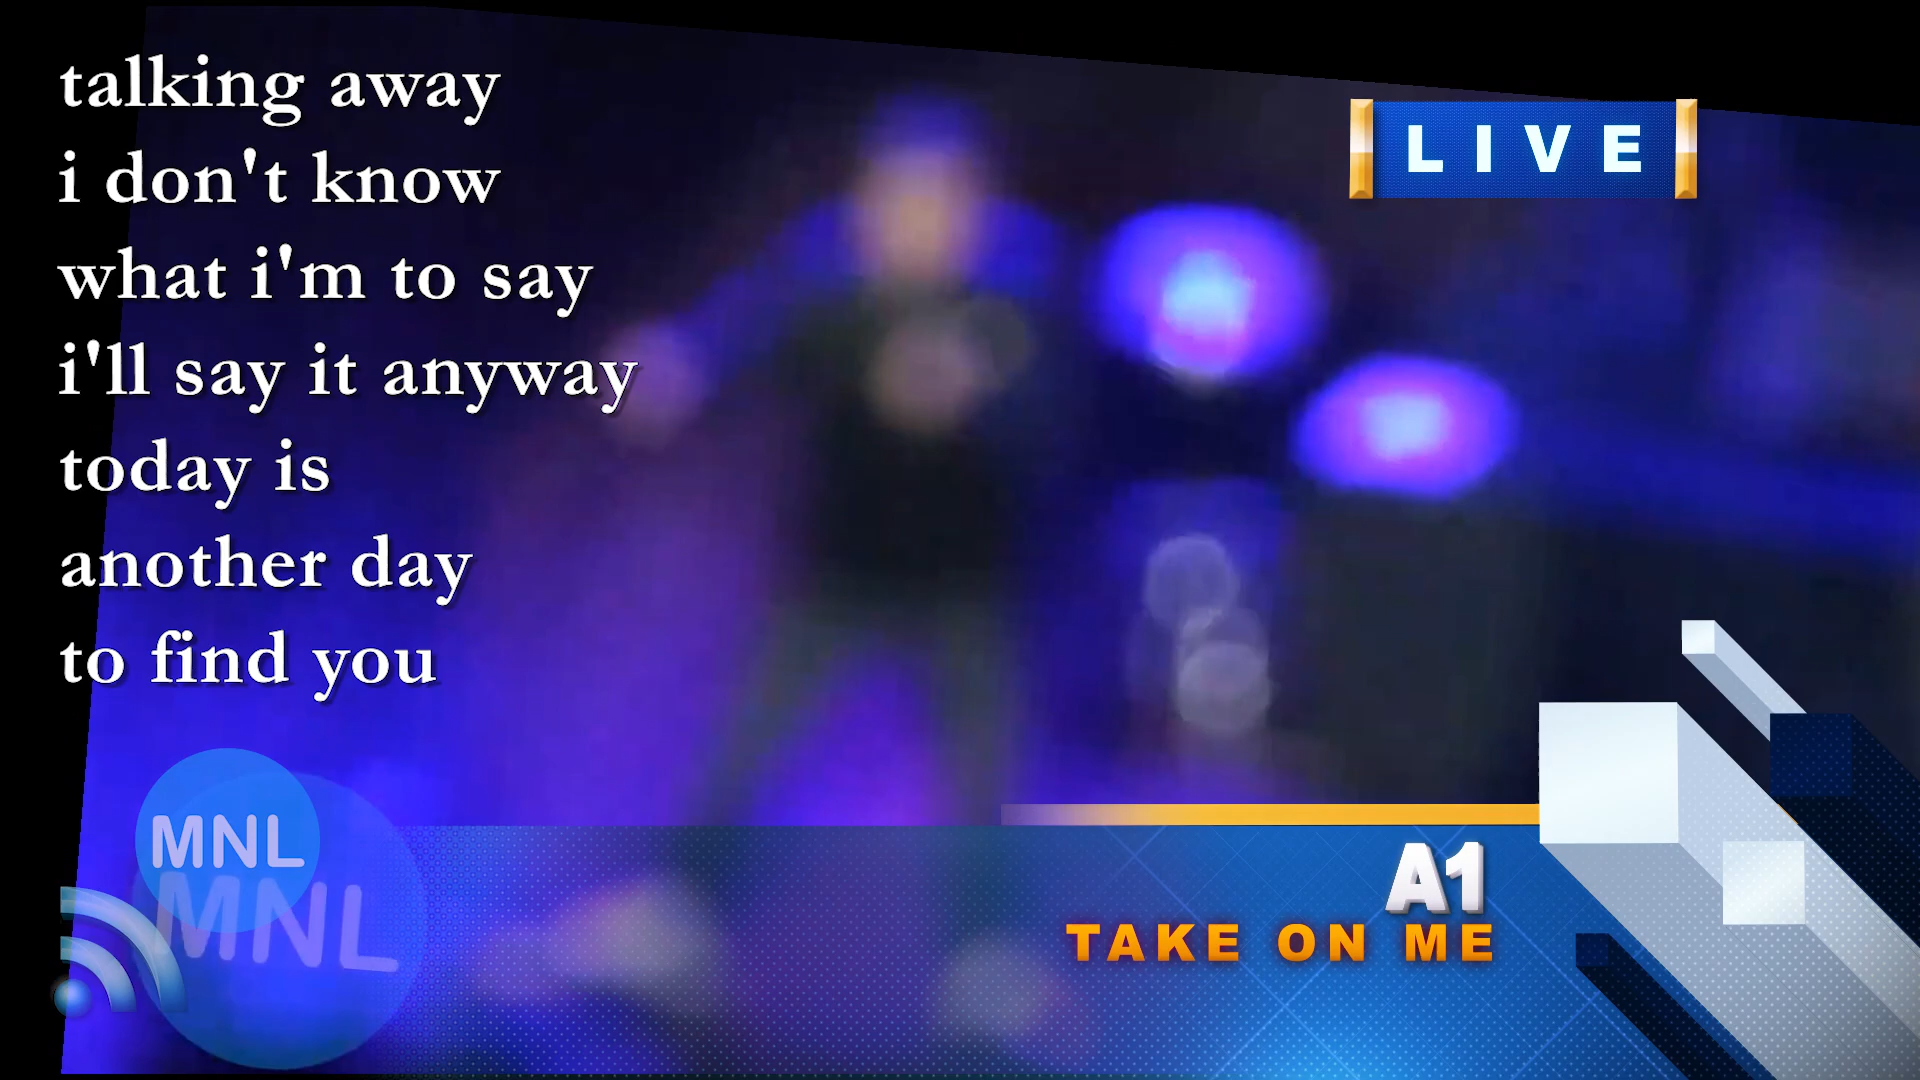 talking away
i don't know
what i'm to say
i'll say it anyway
today is
another day
to find you
LIVE
MNL
MNL
A1
TAKE ON ME